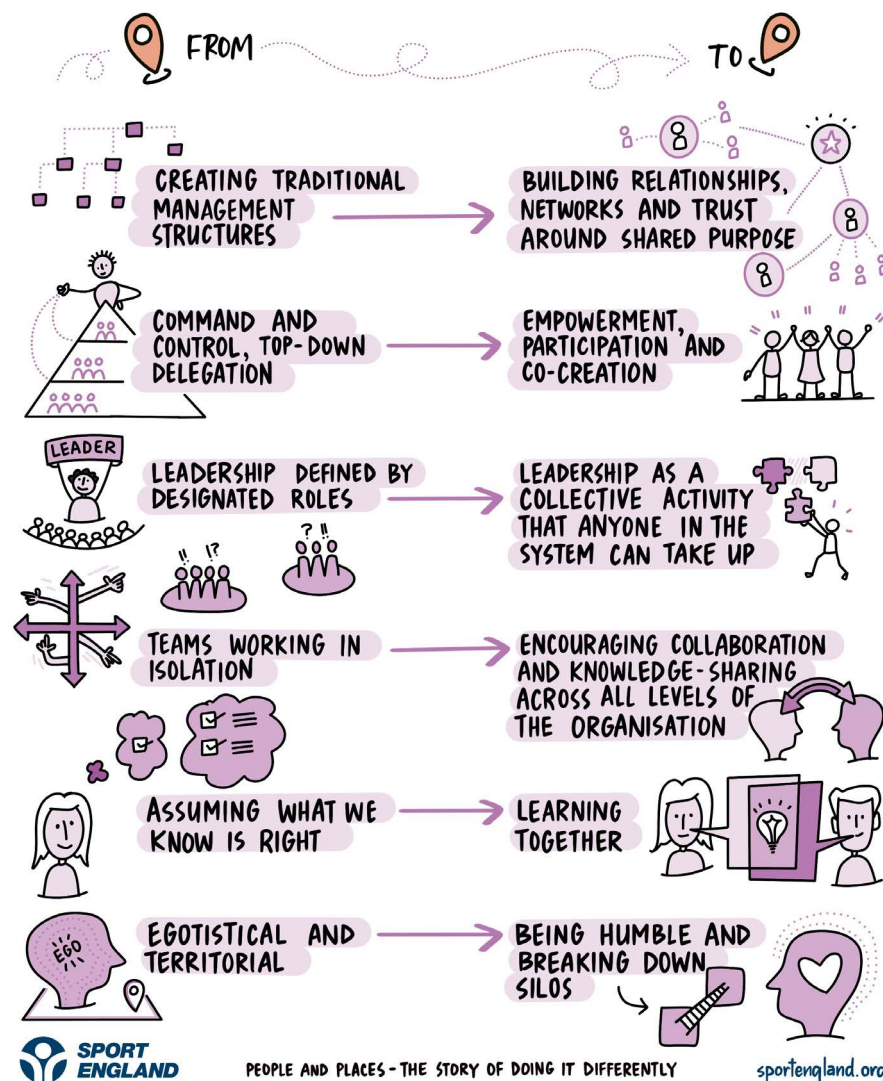 FROM
TO
CREATING TRADITIONAL
MANAGEMENT
STRUCTURES
BUILDING RELATIONSHIPS,
NETWORKS AND TRUST
AROUND SHARED PURPOSE
COMMAND AND
CONTROL, TOP-DOWN
DELEGATION
EMPOWERMENT,
PARTICIPATION AND
CO-CREATION
LEADER
LEADERSHIP DEFINED BY
DESIGNATED ROLES
LEADERSHIP AS A
COLLECTIVE ACTIVITY
THAT ANYONE IN THE
SYSTEM CAN TAKE UP
!! !?
? !!
TEAMS WORKING IN
ISOLATION
ENCOURAGING COLLABORATION
AND KNOWLEDGE-SHARING
ACROSS ALL LEVELS OF
THE ORGANISATION
ASSUMING WHAT WE
KNOW IS RIGHT
LEARNING
TOGETHER
EGO
EGOTISTICAL AND
TERRITORIAL
BEING HUMBLE AND
BREAKING DOWN
SILOS
SPORT
ENGLAND
PEOPLE AND PLACES - THE STORY OF DOING IT DIFFERENTLY
sportengland.org